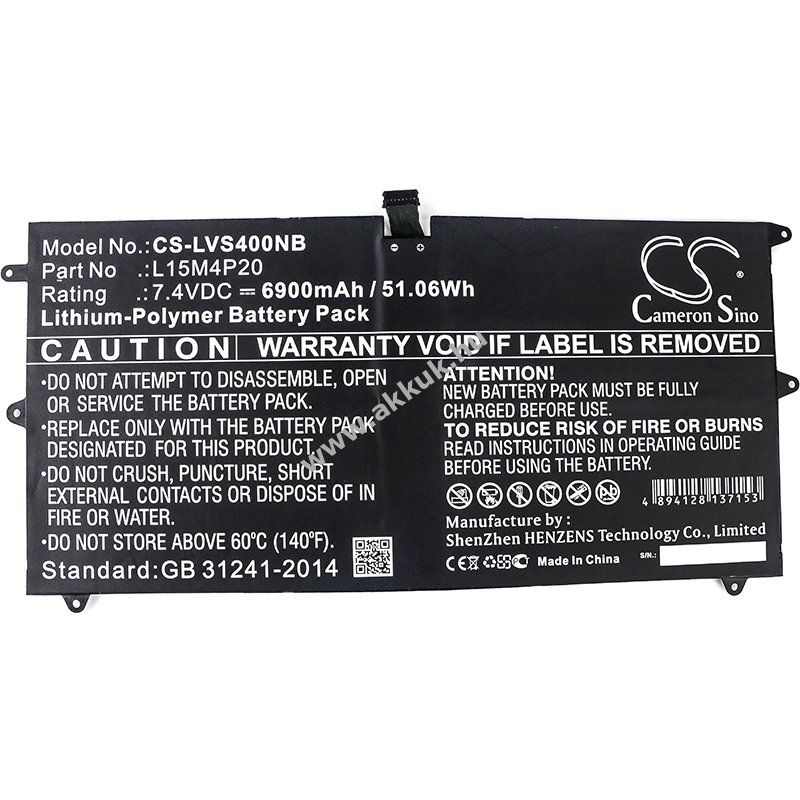 Model No.:CS-LVS400NB
Part No :L15M4P20
Rating :7.4VDC ⎓ 6900mAh / 51.06Wh
Lithium-Polymer Battery Pack
CS
Cameron Sino
CAUTION
WARRANTY VOID IF LABEL IS REMOVED
•DO NOT ATTEMPT TO DISASSEMBLE, OPEN
OR SERVICE THE BATTERY PACK.
•REPLACE ONLY WITH THE BATTERY PACK
DESIGNATED FOR THIS PRODUCT.
•DO NOT CRUSH, PUNCTURE, SHORT
EXTERNAL CONTACTS OR DISPOSE OF IN
FIRE OR WATER.
•DO NOT STORE ABOVE 60ºC (140ºF).
Standard:GB 31241-2014
ATTENTION!
NEW BATTERY PACK MUST BE FULLY
CHARGED BEFORE USE.
TO REDUCE RISK OF FIRE OR BURNS
READ INSTRUCTIONS IN OPERATING GUIDE
BEFORE USING THE BATTERY.
4 894128 137153
Manufacture by :
ShenZhen HENZENS Technology Co., Limited
CE
Made In China
S/N.:
www.akkuk.hu